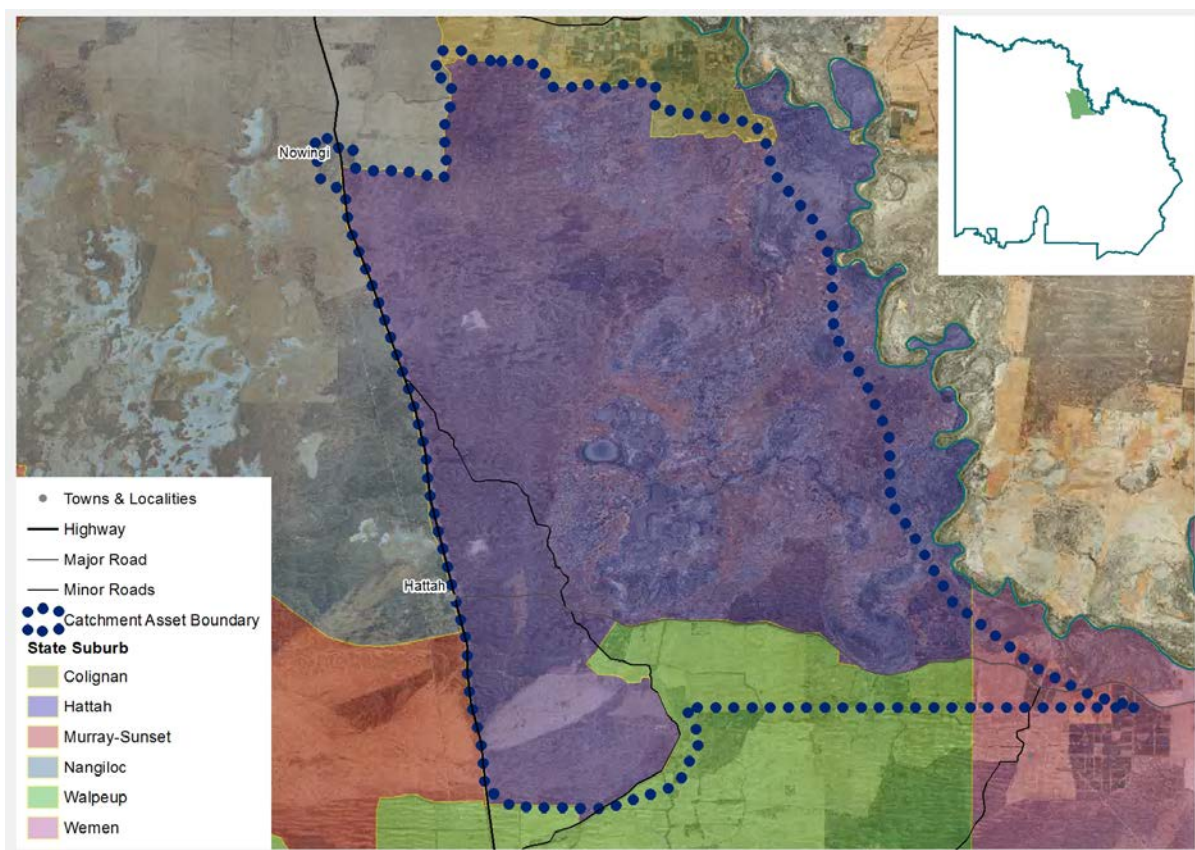 Nowingi
Hattah
Towns & Localities
Highway
Major Road
Minor Roads
Catchment Asset Boundary
State Suburb
Colignan
Hattah
Murray-Sunset
Nangiloc
Walpeup
Wemen